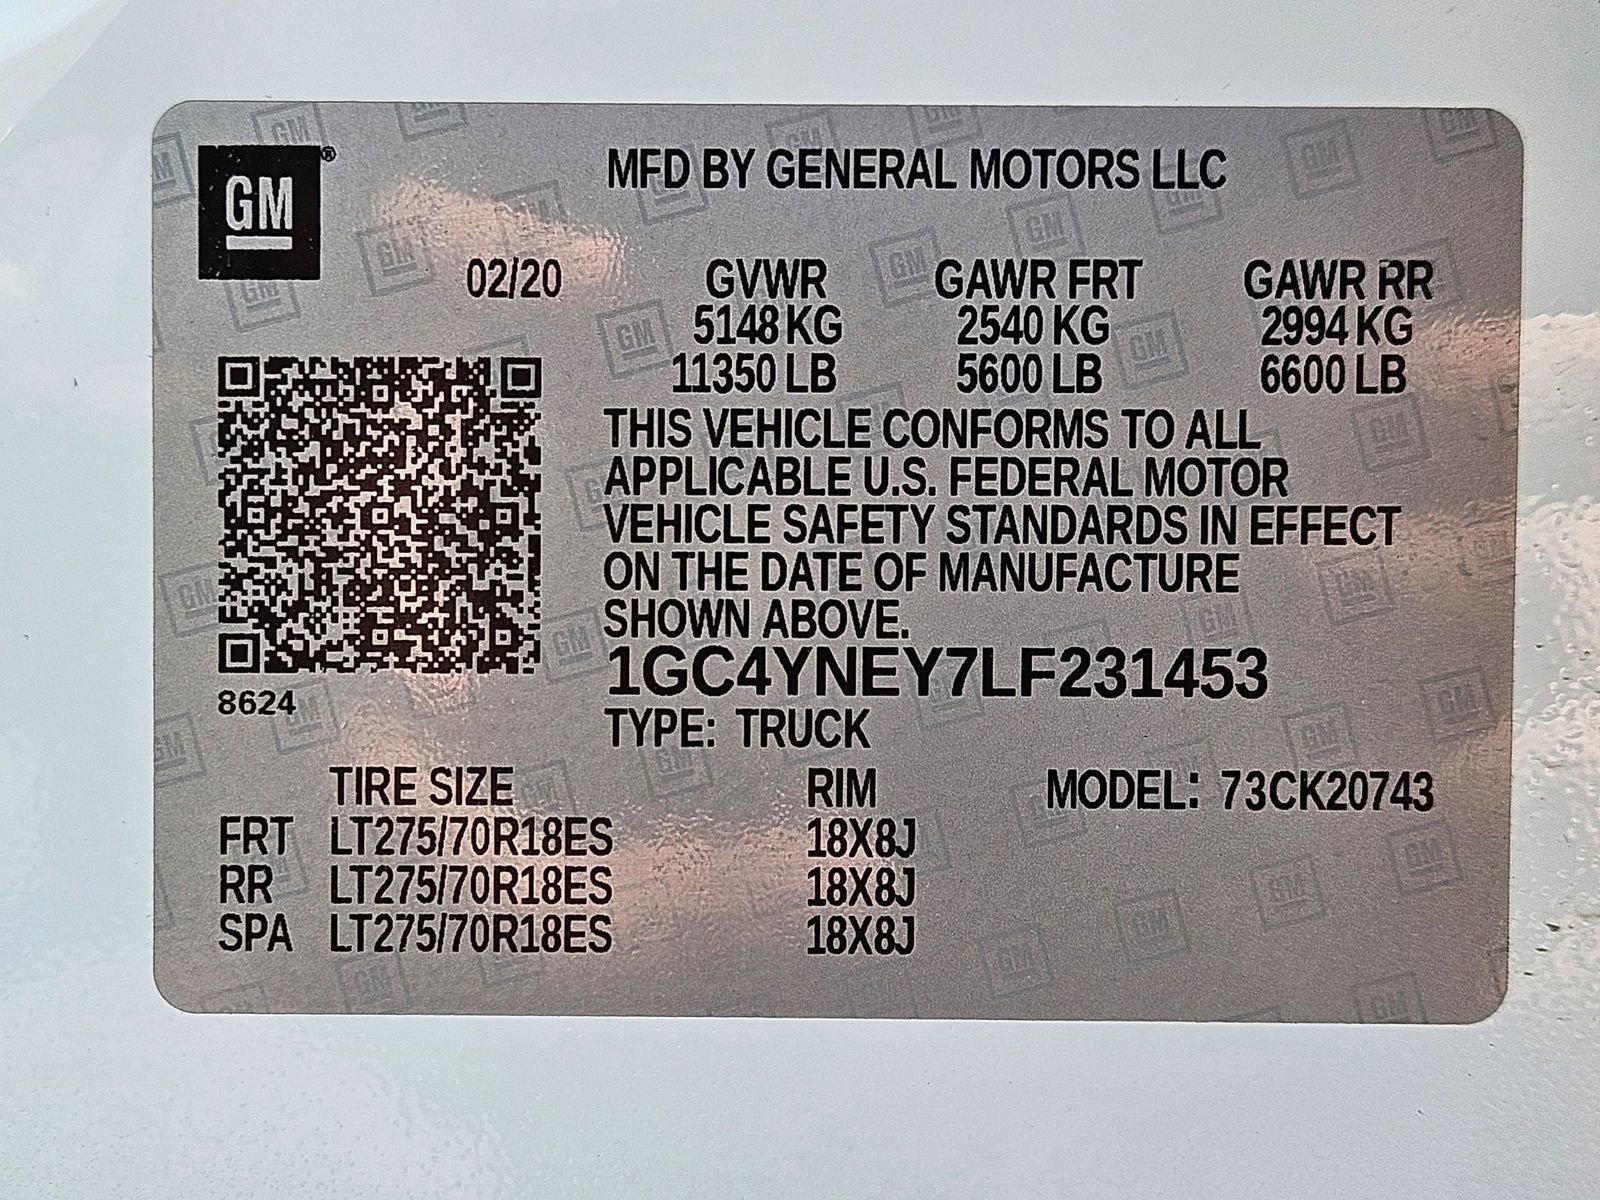 GM®
MFD BY GENERAL MOTORS LLC
02/20 GVWR GAWR FRT GAWR RR
5148 KG 2540 KG 2994 KG
11350 LB 5600 LB 6600 LB
THIS VEHICLE CONFORMS TO ALL
APPLICABLE U.S. FEDERAL MOTOR
VEHICLE SAFETY STANDARDS IN EFFECT
ON THE DATE OF MANUFACTURE
SHOWN ABOVE.
1GC4YNEY7LF231453
8624
TYPE: TRUCK
TIRE SIZE RIM MODEL: 73CK20743
FRT LT275/70R18ES 18X8J
RR LT275/70R18ES 18X8J
SPA LT275/70R18ES 18X8J